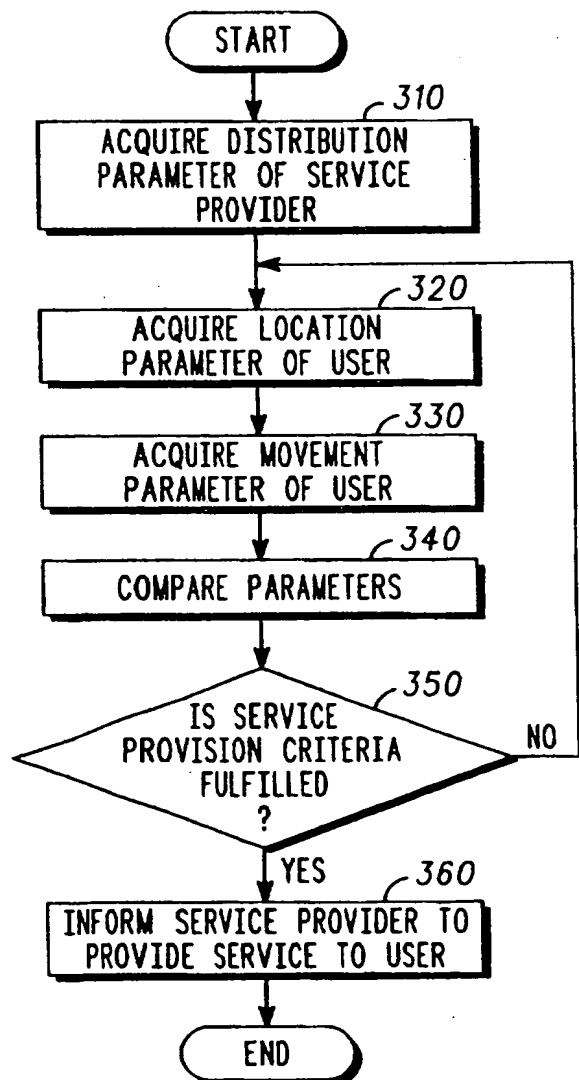 START
310
ACQUIRE DISTRIBUTION
PARAMETER OF SERVICE
PROVIDER
320
ACQUIRE LOCATION
PARAMETER OF USER
330
ACQUIRE MOVEMENT
PARAMETER OF USER
340
COMPARE PARAMETERS
350
IS SERVICE
PROVISION CRITERIA
FULFILLED
?
NO
YES
360
INFORM SERVICE PROVIDER TO
PROVIDE SERVICE TO USER
END